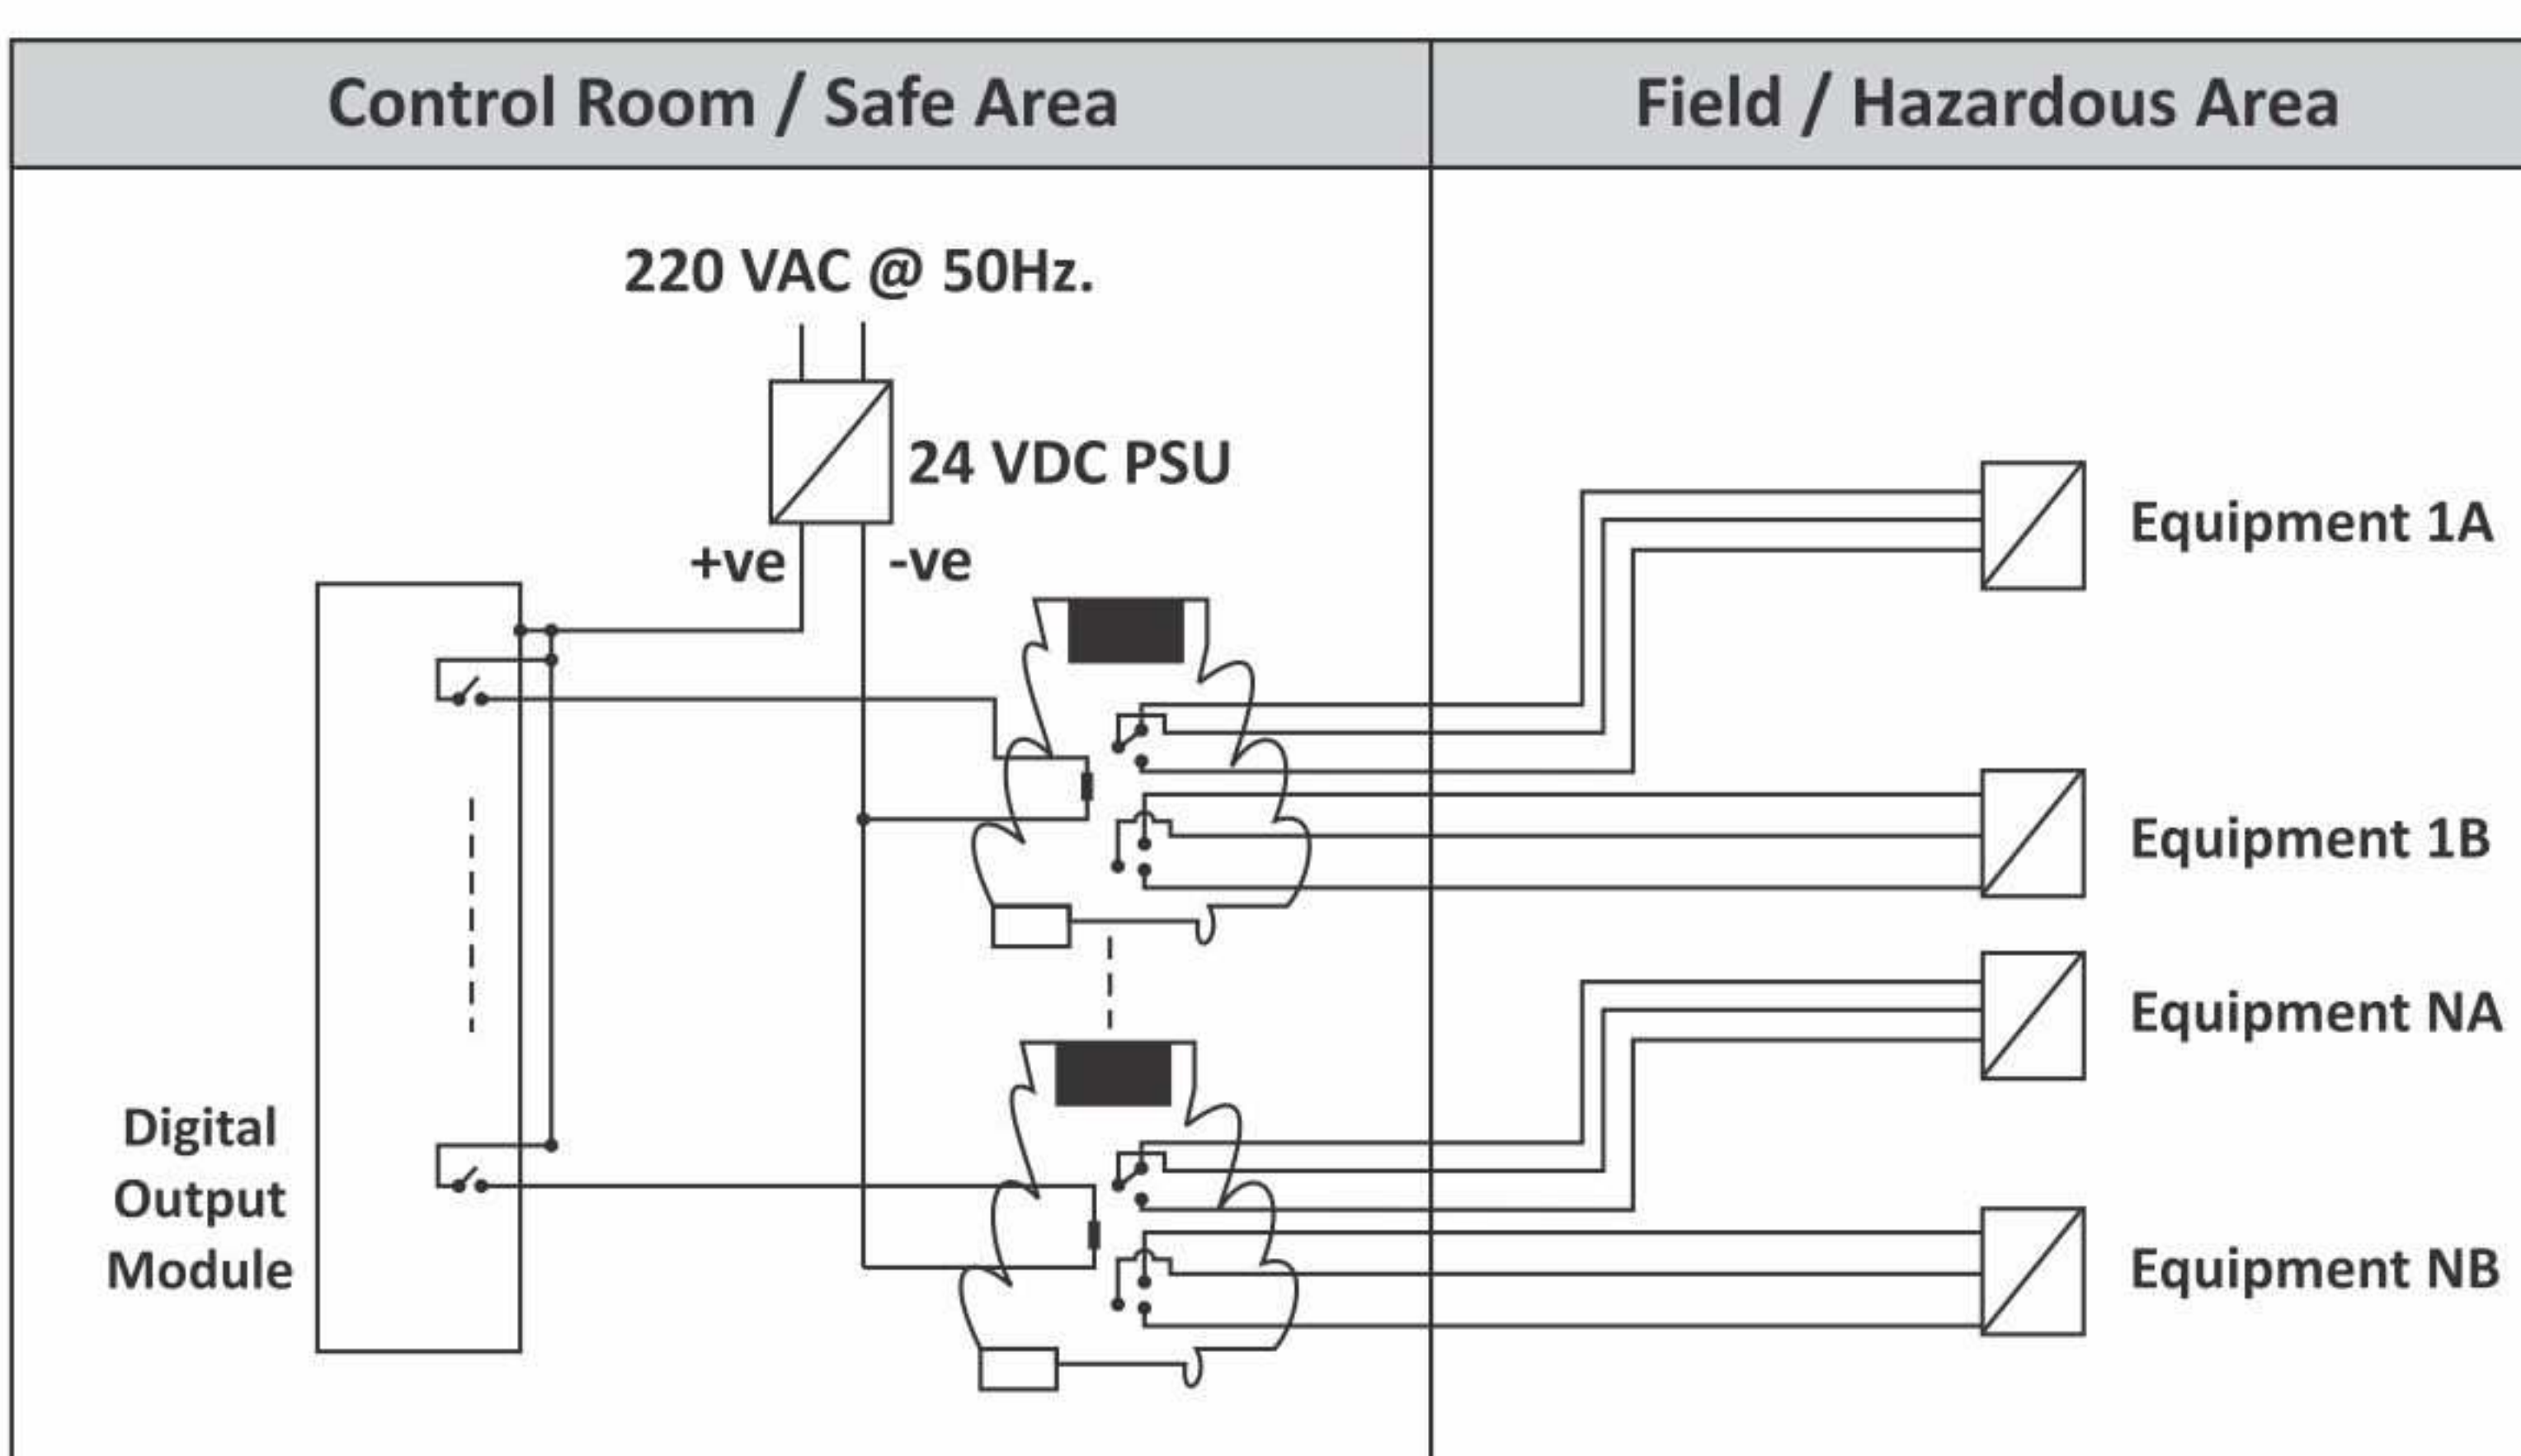 Control Room / Safe Area
Field / Hazardous Area
220 VAC @ 50Hz.
24 VDC PSU
+ve
-ve
Equipment 1A
Equipment 1B
Equipment NA
Equipment NB
Digital
Output
Module